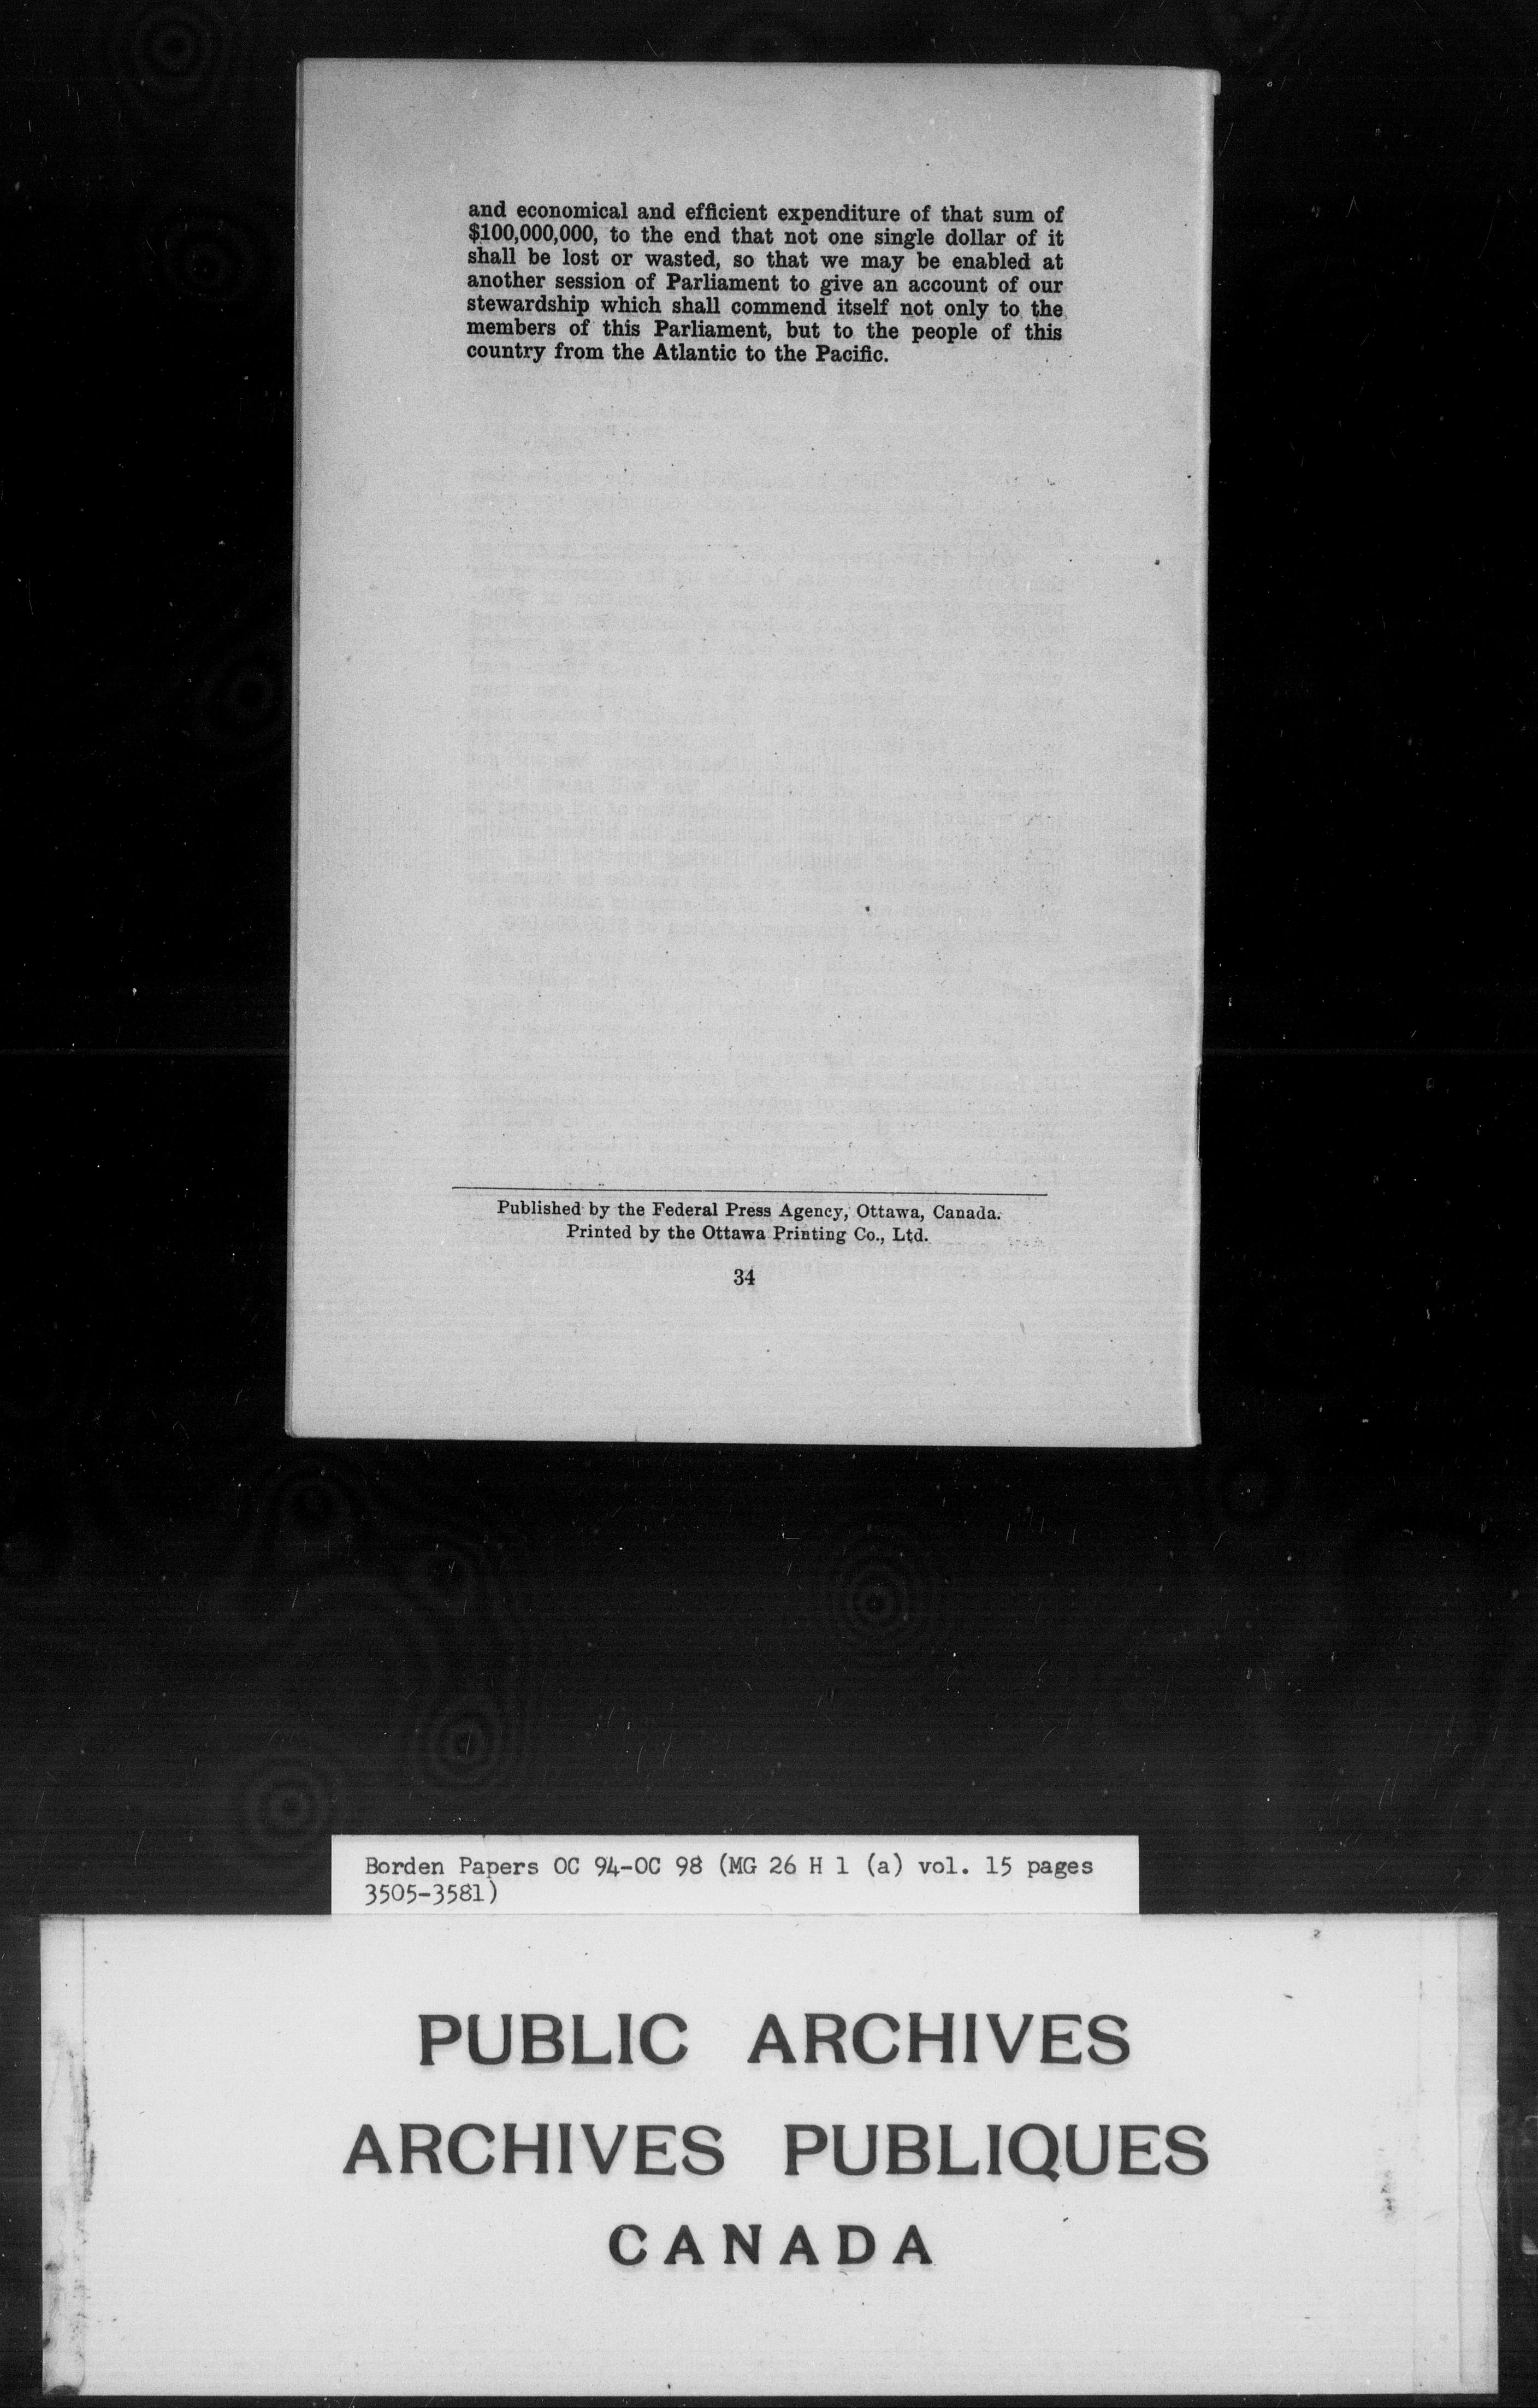 and economical and efficient expenditure of that sum of
$100,000,000, to the end that not one single dollar of it
shall be lost or wasted, so that we may be enabled at
another session of Parliament to give an account of our
stewardship which shall commend itself not only to the
members of this Parliament, but to the people of this
country from the Atlantic to the Pacific.
Published by the Federal Press Agency, Ottawa, Canada.
Printed by the Ottawa Printing Co., Ltd.
34
Borden Papers OC 94-OC 98 (MG 26 H 1 (a) vol. 15 pages
3505-3581)
PUBLIC ARCHIVES
ARCHIVES PUBLIQUES
CANADA